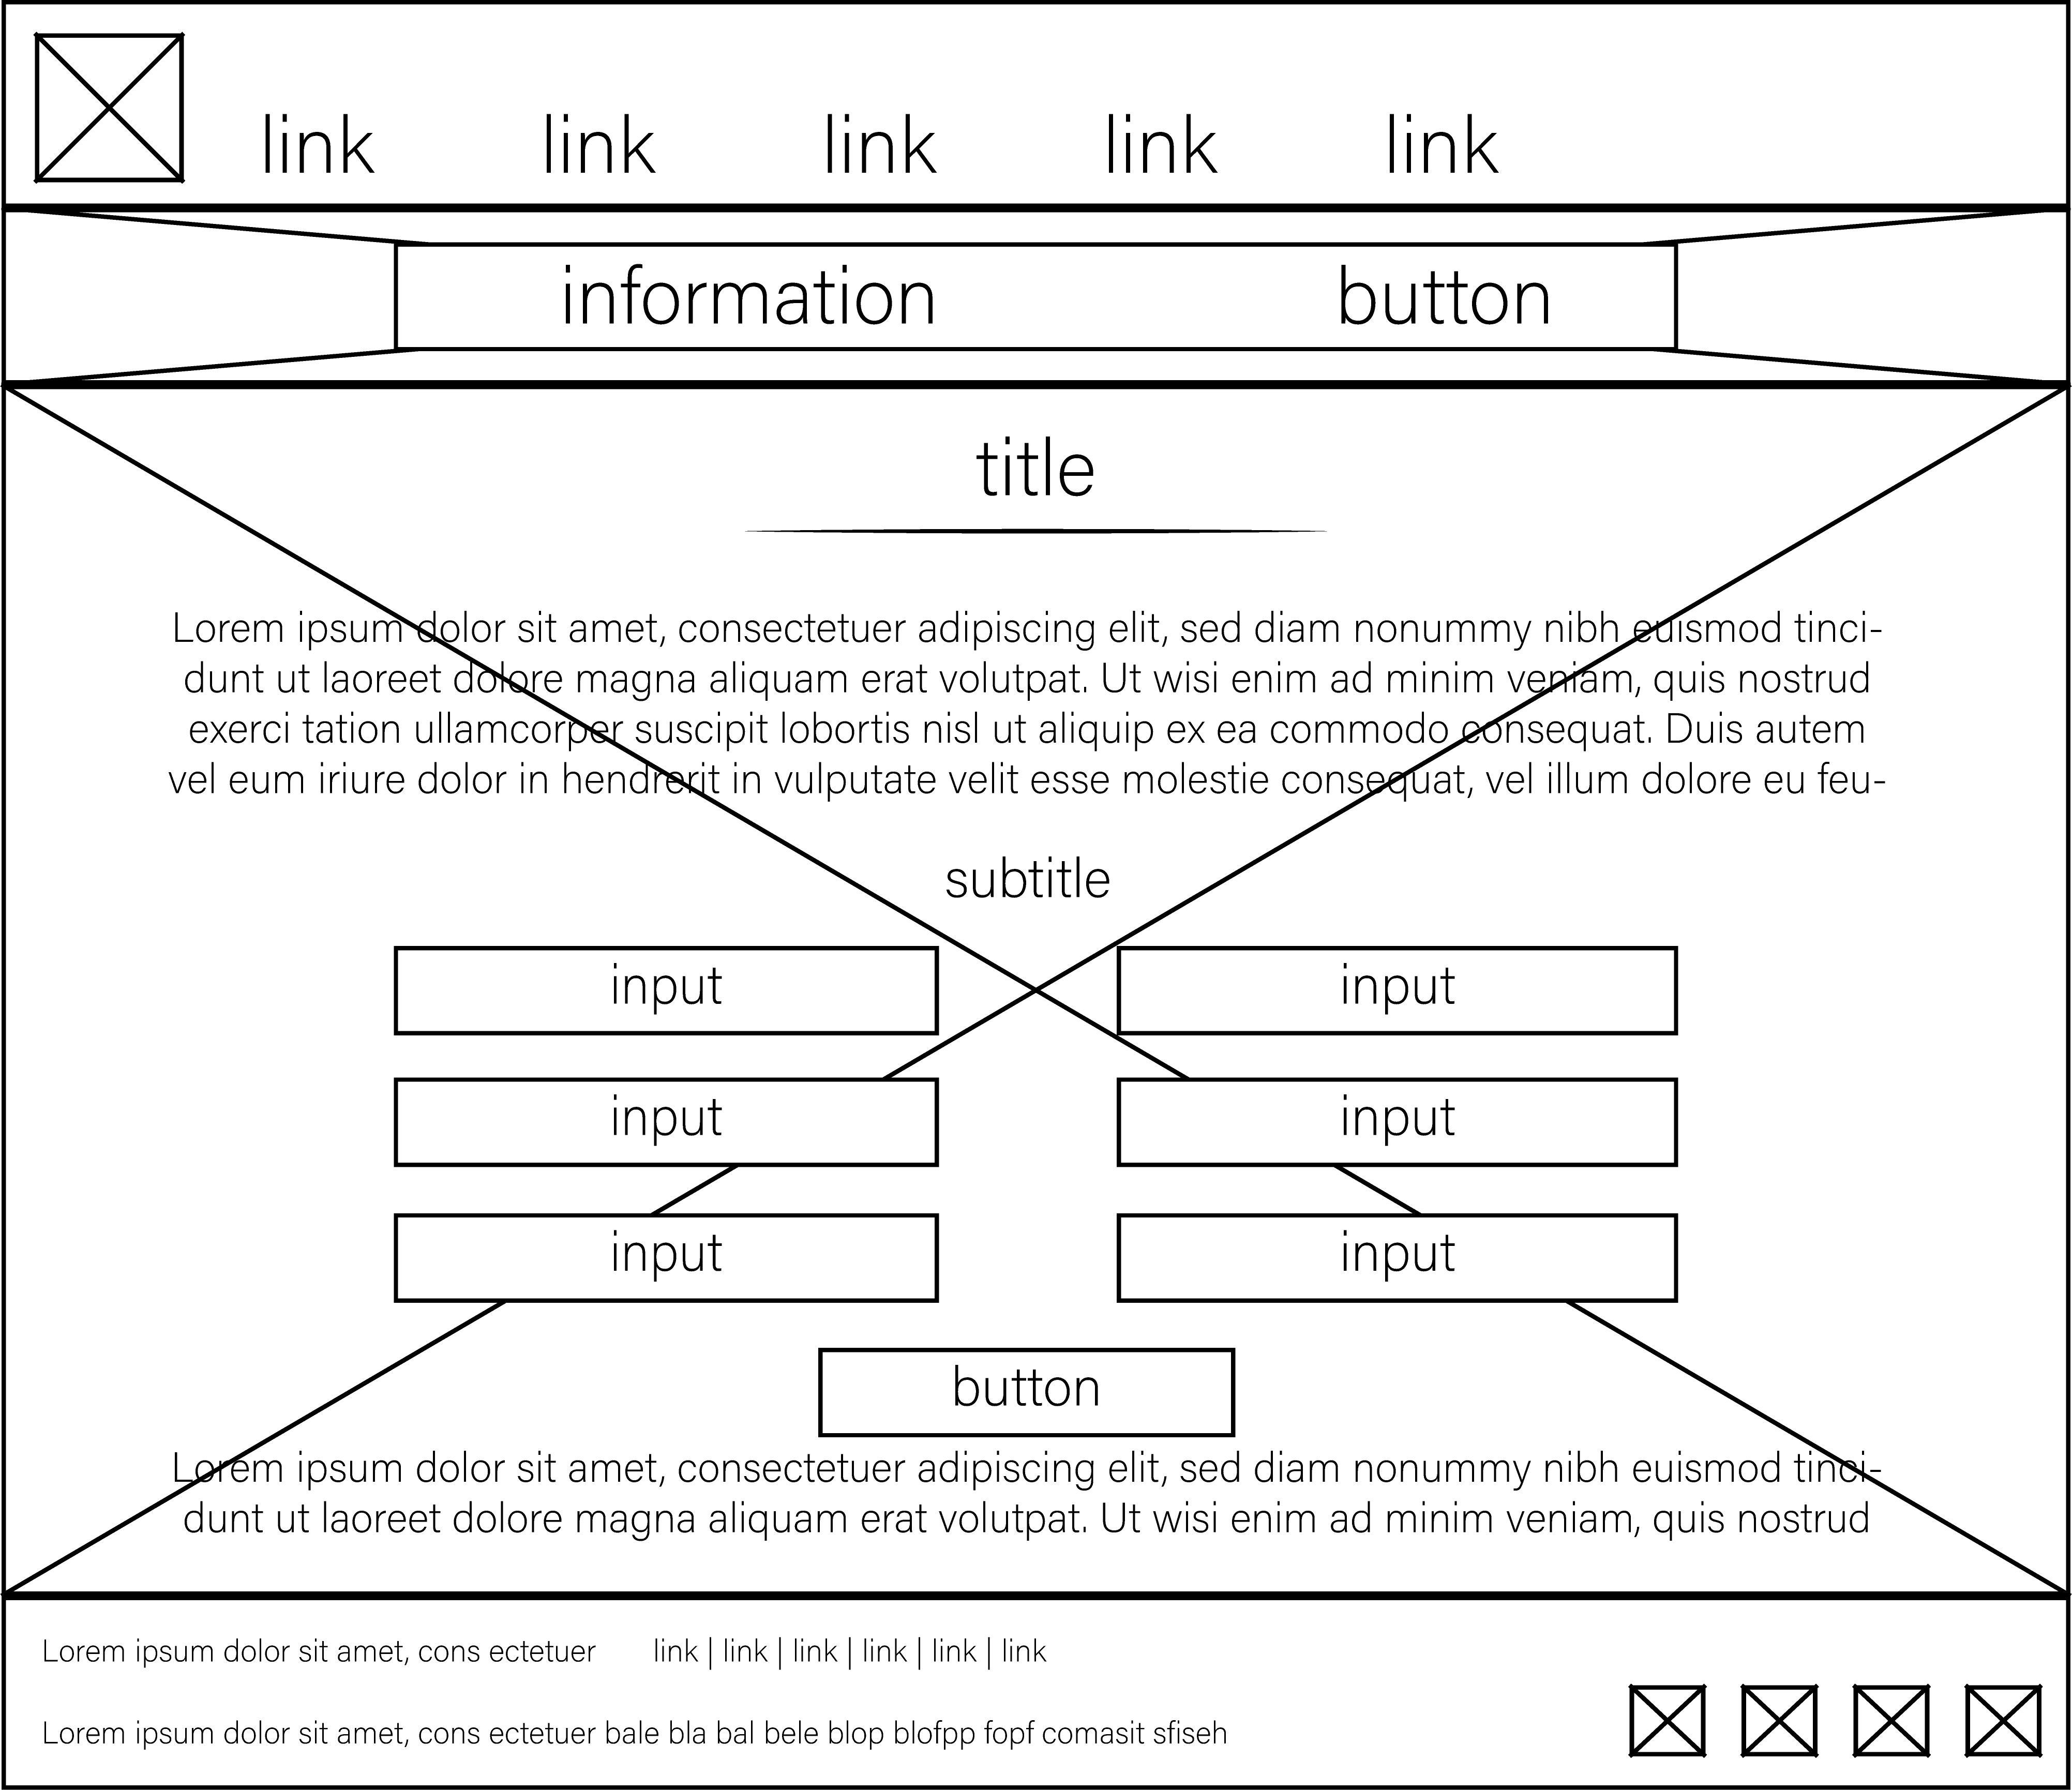 link link link link link
information button
title
Lorem ipsum dolor sit amet, consectetuer adipiscing elit, sed diam nonummy nibh euismod tinci-
dunt ut laoreet dolore magna aliquam erat volutpat. Ut wisi enim ad minim veniam, quis nostrud
exerci tation ullamcorper suscipit lobortis nisl ut aliquip ex ea commodo consequat. Duis autem
vel eum iriure dolor in hendrerit in vulputate velit esse molestie consequat, vel illum dolore eu feu-
subtitle
input input
input input
input input
button
Lorem ipsum dolor sit amet, consectetuer adipiscing elit, sed diam nonummy nibh euismod tinci-
dunt ut laoreet dolore magna aliquam erat volutpat. Ut wisi enim ad minim veniam, quis nostrud
Lorem ipsum dolor sit amet, cons ectetuer link | link | link | link | link | link
Lorem ipsum dolor sit amet, cons ectetuer bale bla bal bele blop blofpp fopf comasit sfiseh